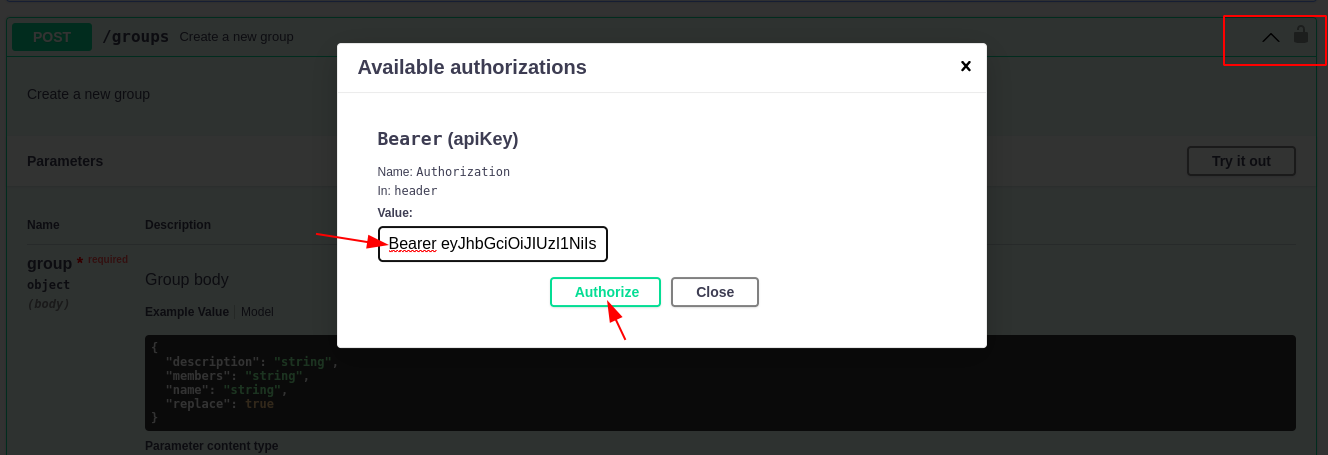 POST /groups Create a new group
Available authorizations x
Create a new group
Bearer (apiKey)
Parameters
Try it out
Name: Authorization
In: header
Value:
Name Description
Bearer eyJhbGciOiJIUzI1NiIs
group * required
object
(body)
Group body
Authorize Close
Example Value Model
{
"description": "string",
"members": "string",
"name": "string",
"replace": true
}
Parameter content type